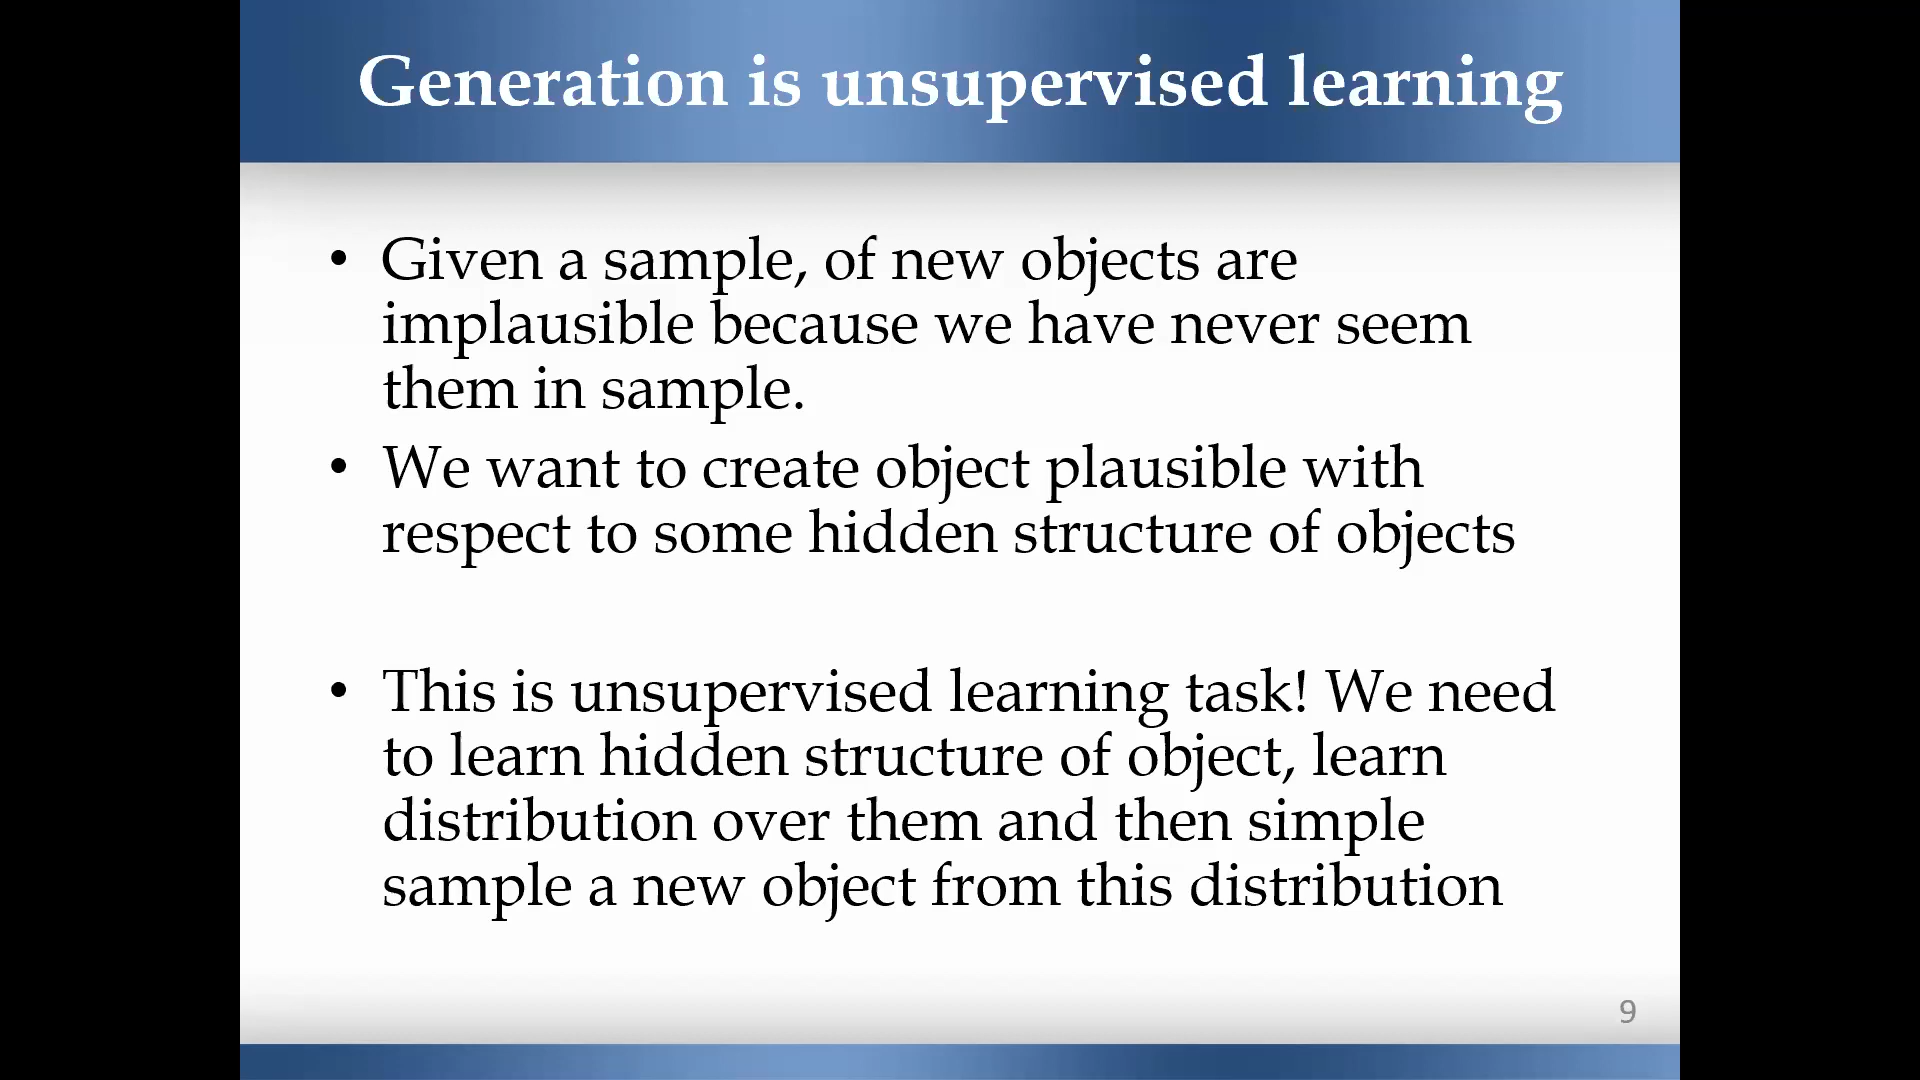 Generation is unsupervised learning
• Given a sample, of new objects are
implausible because we have never seem
them in sample.
• We want to create object plausible with
respect to some hidden structure of objects
• This is unsupervised learning task! We need
to learn hidden structure of object, learn
distribution over them and then simple
sample a new object from this distribution
9